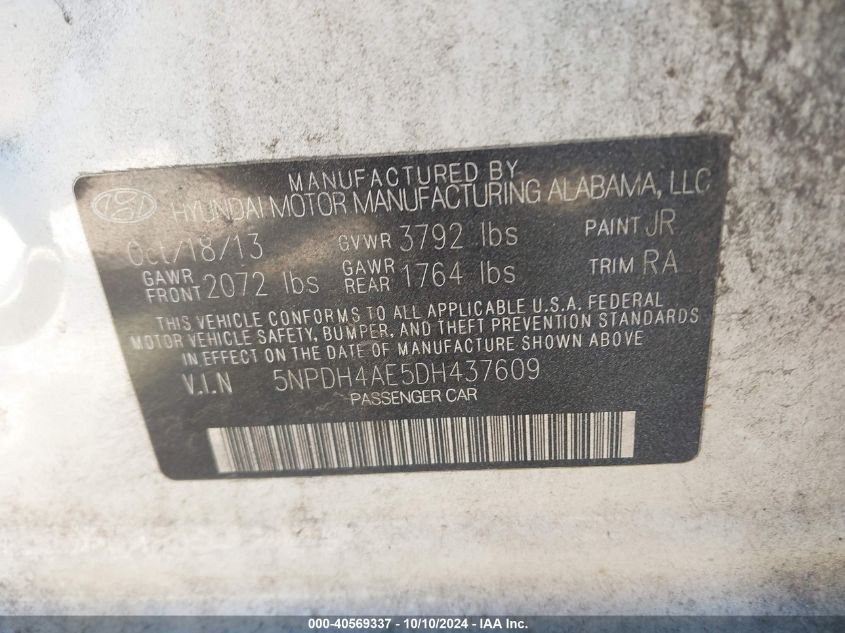 MANUFACTURED BY
HYUNDAI MOTOR MANUFACTURING ALABAMA, LLC
Oct/18/13 GVWR 3792 lbs PAINT JR
GAWR FRONT 2072 lbs GAWR REAR 1764 lbs TRIM RA
THIS VEHICLE CONFORMS TO ALL APPLICABLE U.S.A. FEDERAL
MOTOR VEHICLE SAFETY, BUMPER, AND THEFT PREVENTION STANDARDS
IN EFFECT ON THE DATE OF MANUFACTURE SHOWN ABOVE.
V.I.N 5NPDH4AE5DH437609
PASSENGER CAR
000-40569337 - 10/10/2024 - IAA Inc.